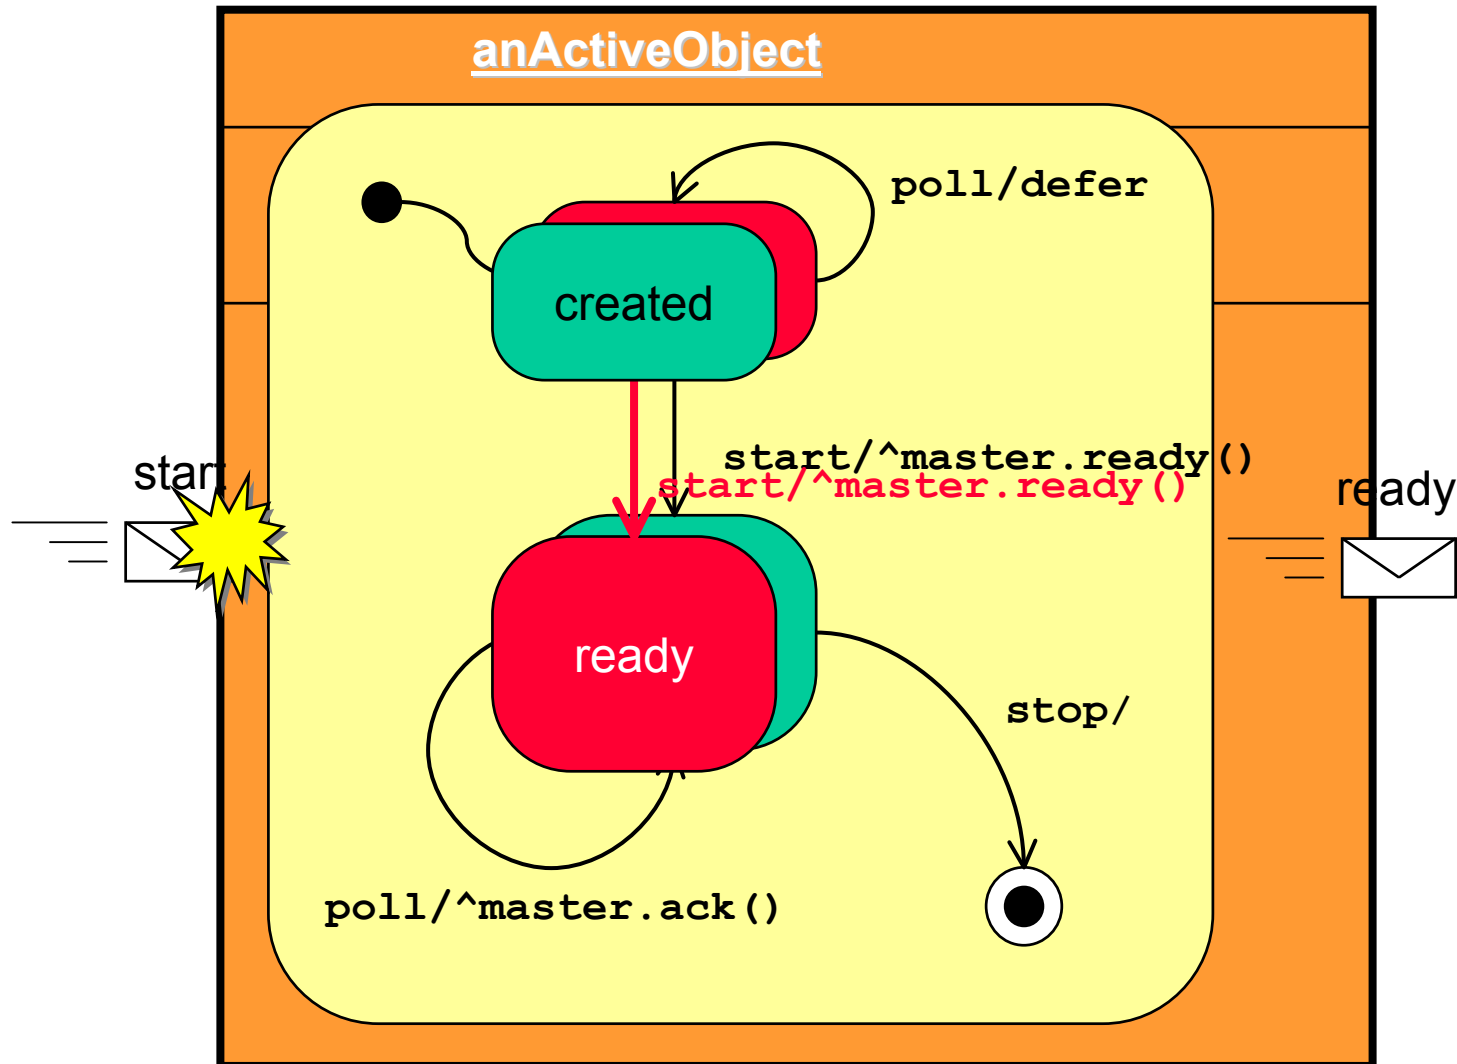 anActiveObject
poll/defer
created
start/^master.ready()
start/^master.ready()
start
ready
ready
stop/
poll/^master.ack()